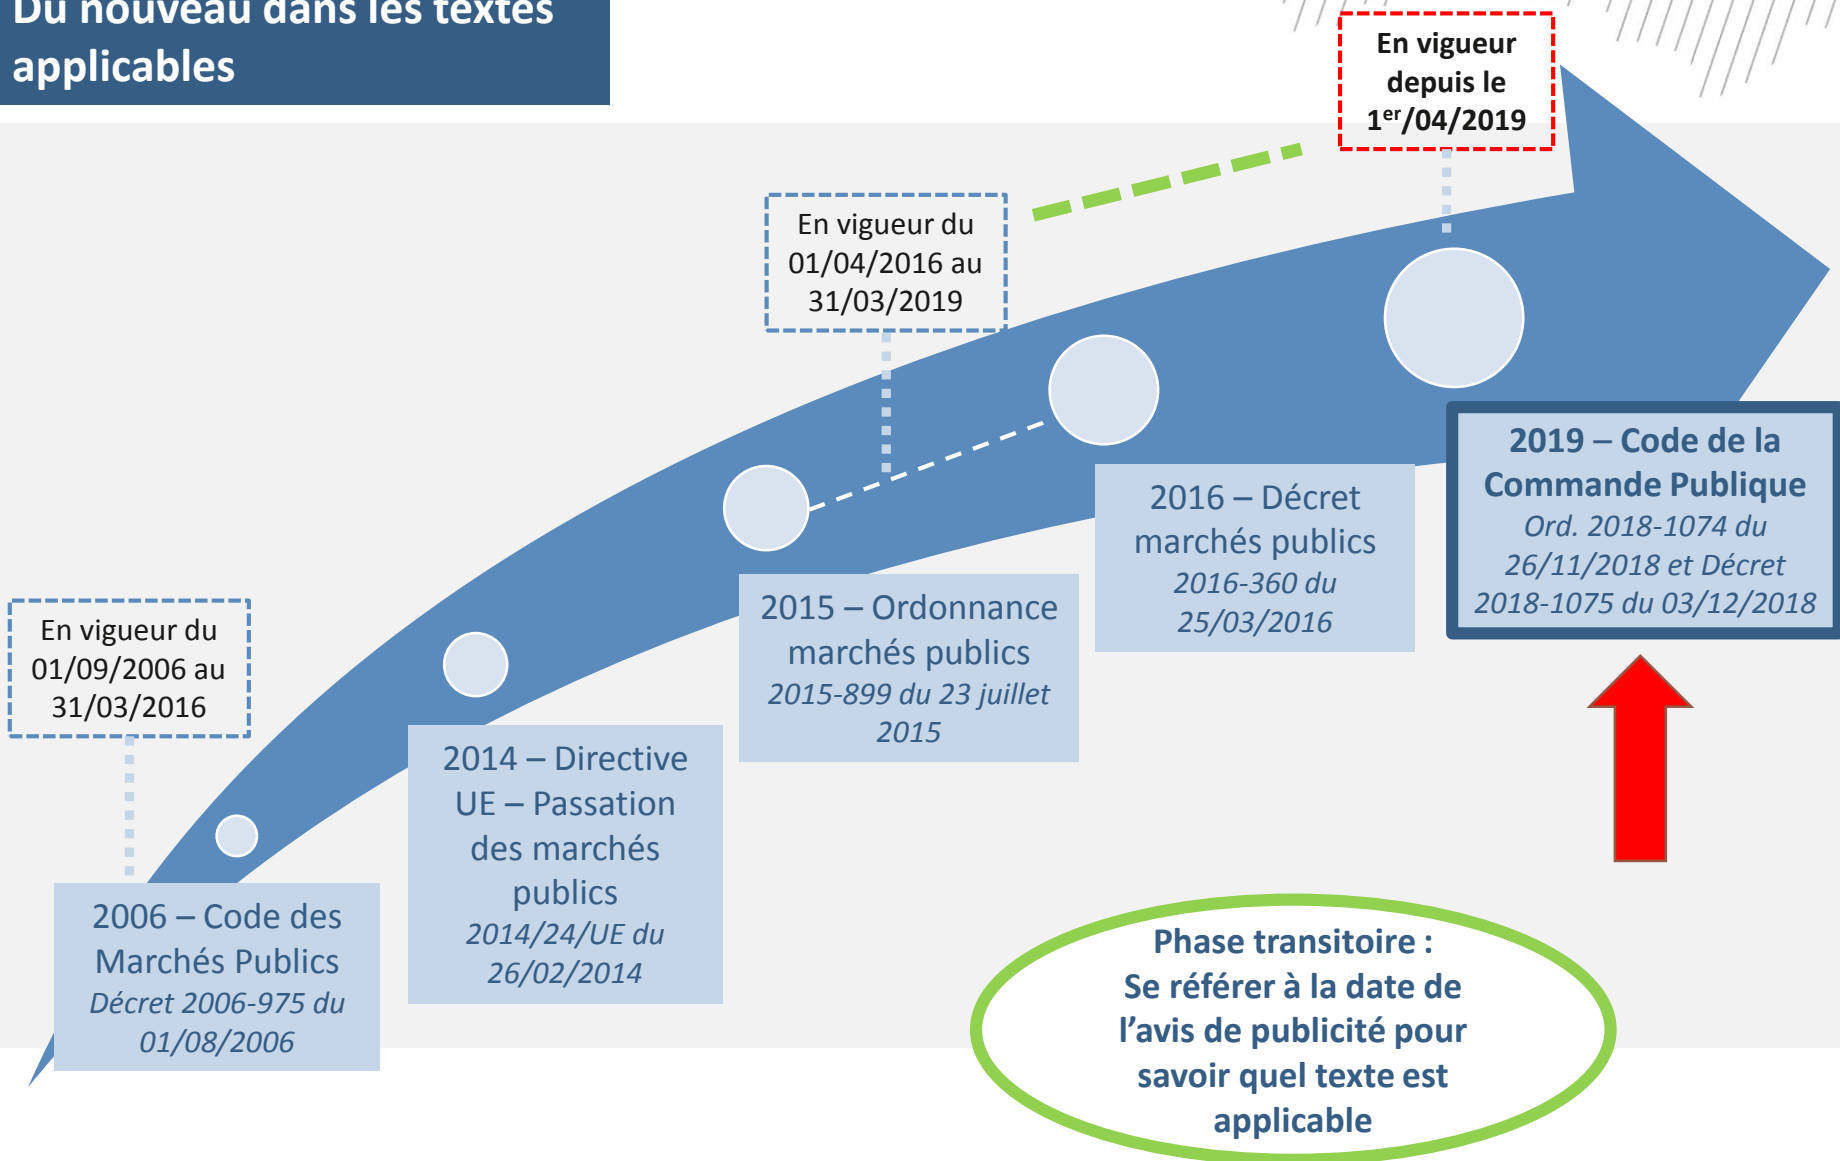 Du nouveau dans les textes
applicables
En vigueur
depuis le
1er/04/2019
En vigueur du
01/04/2016 au
31/03/2019
En vigueur du
01/09/2006 au
31/03/2016
2006 – Code des
Marchés Publics
Décret 2006-975 du
01/08/2006
2014 – Directive
UE – Passation
des marchés
publics
2014/24/UE du
26/02/2014
2015 – Ordonnance
marchés publics
2015-899 du 23 juillet
2015
2016 – Décret
marchés publics
2016-360 du
25/03/2016
2019 – Code de la
Commande Publique
Ord. 2018-1074 du
26/11/2018 et Décret
2018-1075 du 03/12/2018
Phase transitoire :
Se référer à la date de
l’avis de publicité pour
savoir quel texte est
applicable